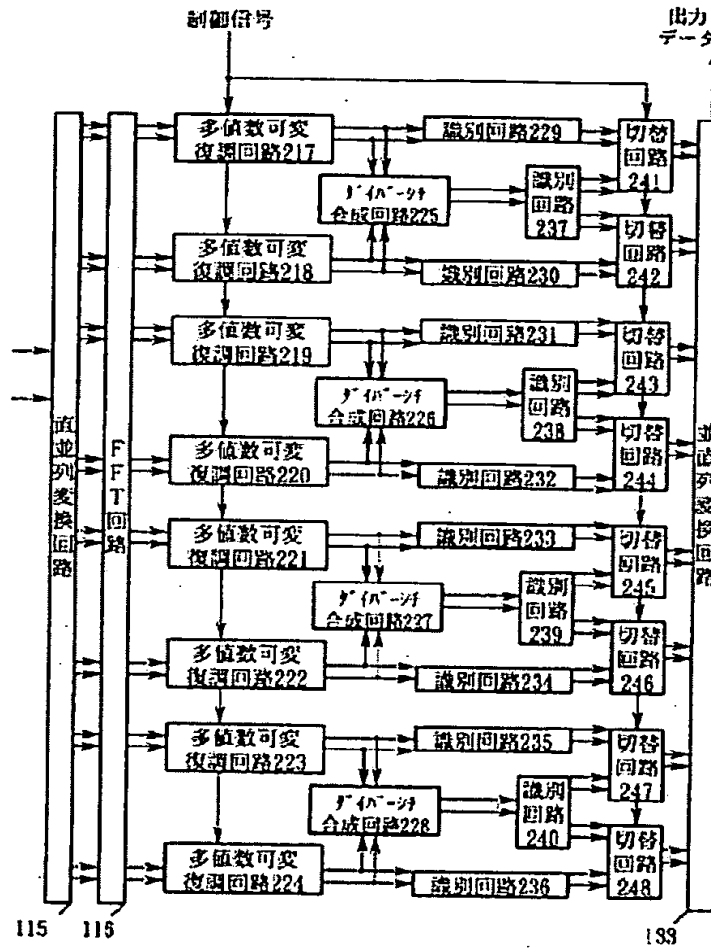 制御信号
出力
データ
多値数可変
復調回路217
識別回路229
切替
回路
241
ダイバーシチ
合成回路225
識別
回路
237
切替
回路
242
多値数可変
復調回路218
識別回路230
多値数可変
復調回路219
識別回路231
切替
回路
243
ダイバーシチ
合成回路226
識別
回路
238
切替
回路
244
多値数可変
復調回路220
識別回路232
直並列変換回路
FFT回路
並直列変換回路
多値数可変
復調回路221
識別回路233
切替
回路
245
ダイバーシチ
合成回路227
識別
回路
239
切替
回路
246
多値数可変
復調回路222
識別回路234
多値数可変
復調回路223
識別回路235
切替
回路
247
ダイバーシチ
合成回路228
識別
回路
240
切替
回路
248
多値数可変
復調回路224
識別回路236
115
116
133